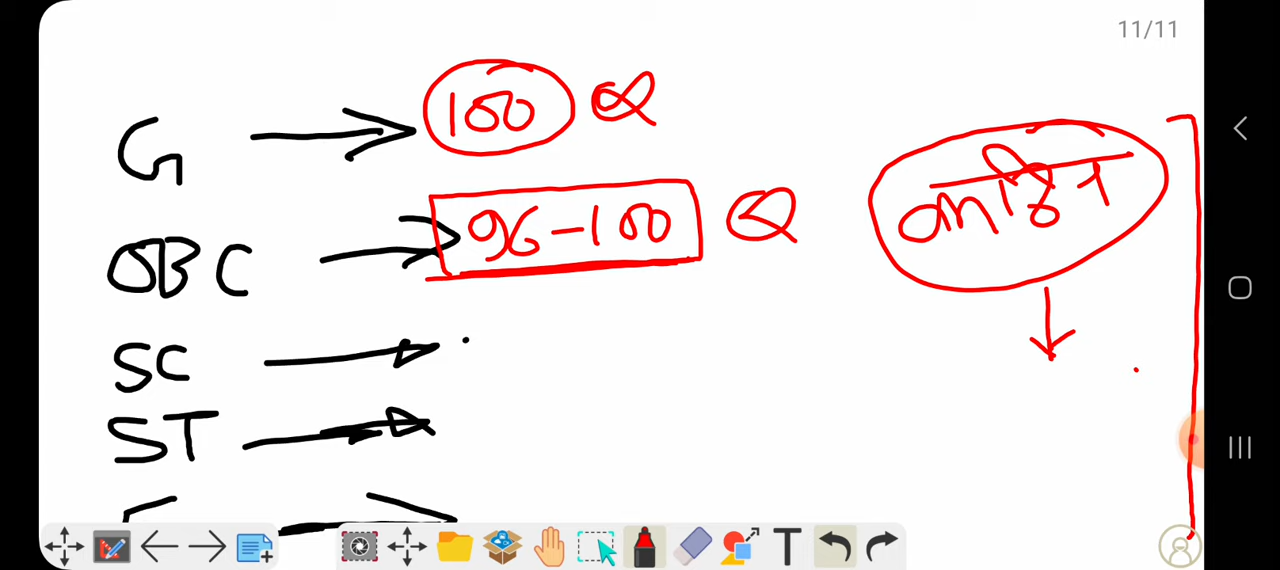 11/11
G → 100 Q
OBC → 96-100 Q
SC →
ST →
T